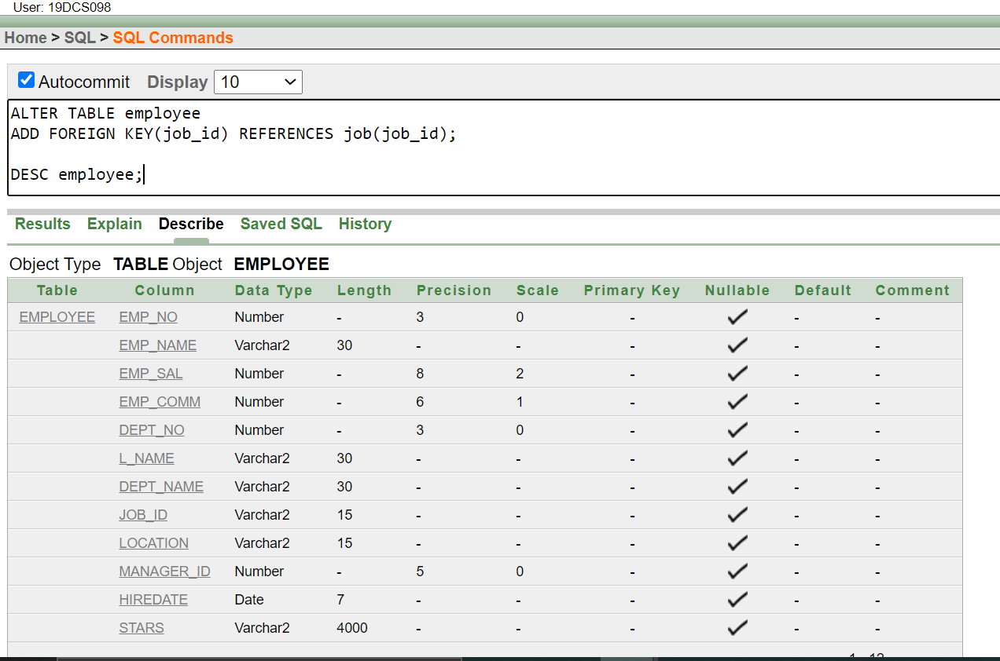 User: 19DCS098
Home > SQL > SQL Commands
Autocommit Display 10
ALTER TABLE employee
ADD FOREIGN KEY(job_id) REFERENCES job(job_id);
DESC employee;
Results Explain Describe Saved SQL History
Object Type TABLE Object EMPLOYEE
Table Column Data Type Length Precision Scale Primary Key Nullable Default Comment
EMPLOYEE EMP_NO Number - 3 0 - - -
EMP_NAME Varchar2 30 - - - - -
EMP_SAL Number - 8 2 - - -
EMP_COMM Number - 6 1 - - -
DEPT_NO Number - 3 0 - - -
L_NAME Varchar2 30 - - - - -
DEPT_NAME Varchar2 30 - - - - -
JOB_ID Varchar2 15 - - - - -
LOCATION Varchar2 15 - - - - -
MANAGER_ID Number - 5 0 - - -
HIREDATE Date 7 - - - - -
STARS Varchar2 4000 - - - - -